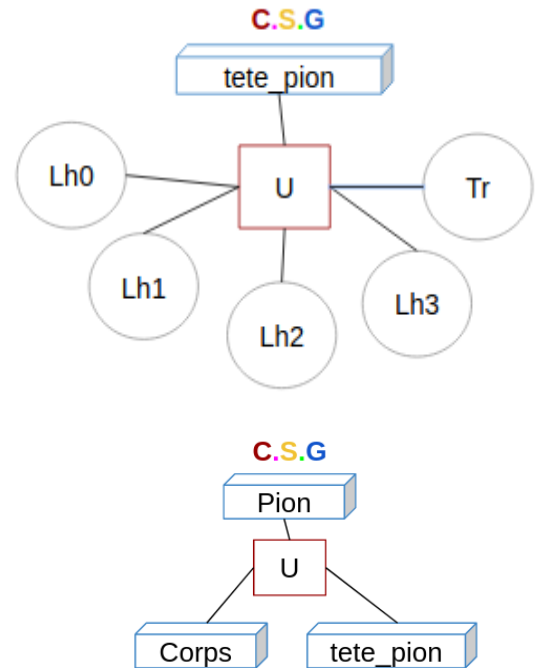 C.S.G
tete_pion
Lh0
U
Tr
Lh1
Lh2
Lh3
C.S.G
Pion
U
Corps
tete_pion